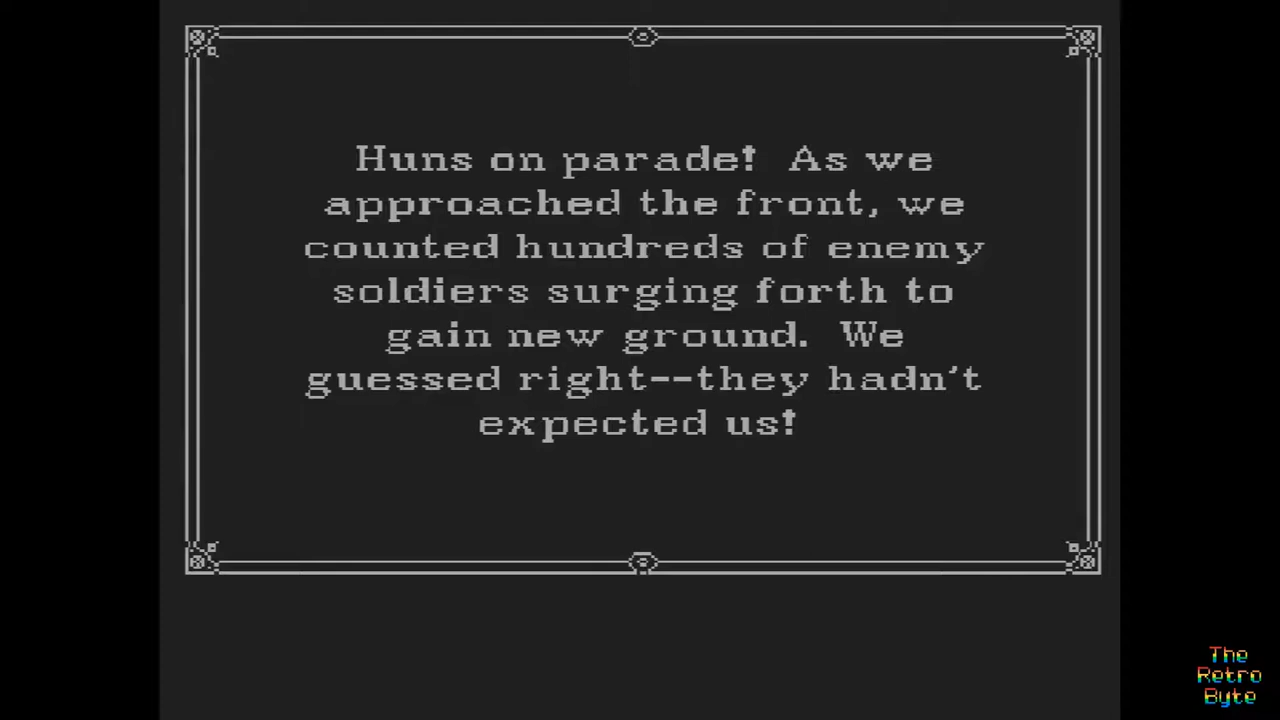 Huns on parade!  As we
approached the front, we
counted hundreds of enemy
soldiers surging forth to
gain new ground.  We
guessed right--they hadn't
expected us!
The
Retro
Byte